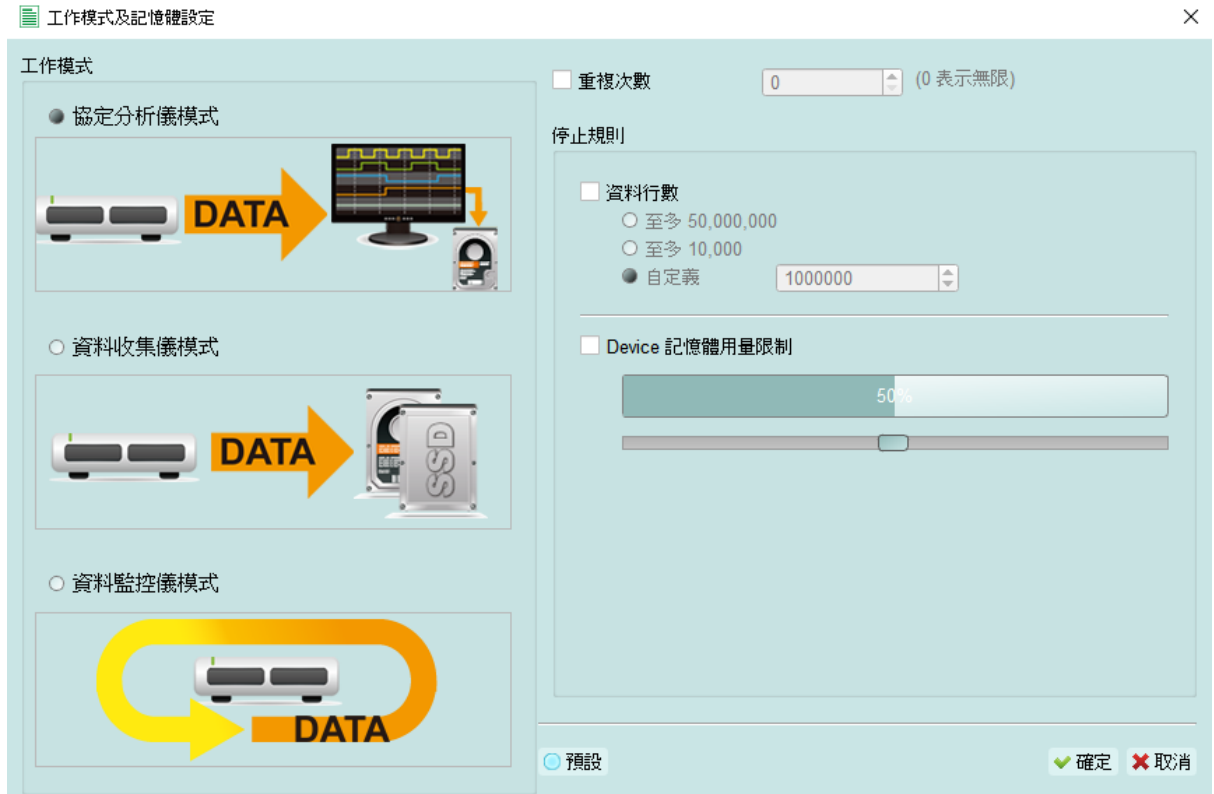 工作模式及記憶體設定
工作模式
協定分析儀模式
DATA
資料收集儀模式
DATA
SSD
資料監控儀模式
DATA
重複次數 0 (0 表示無限)
停止規則
資料行數
至多 50,000,000
至多 10,000
自定義 1000000
Device 記憶體用量限制
50%
預設 確定 取消